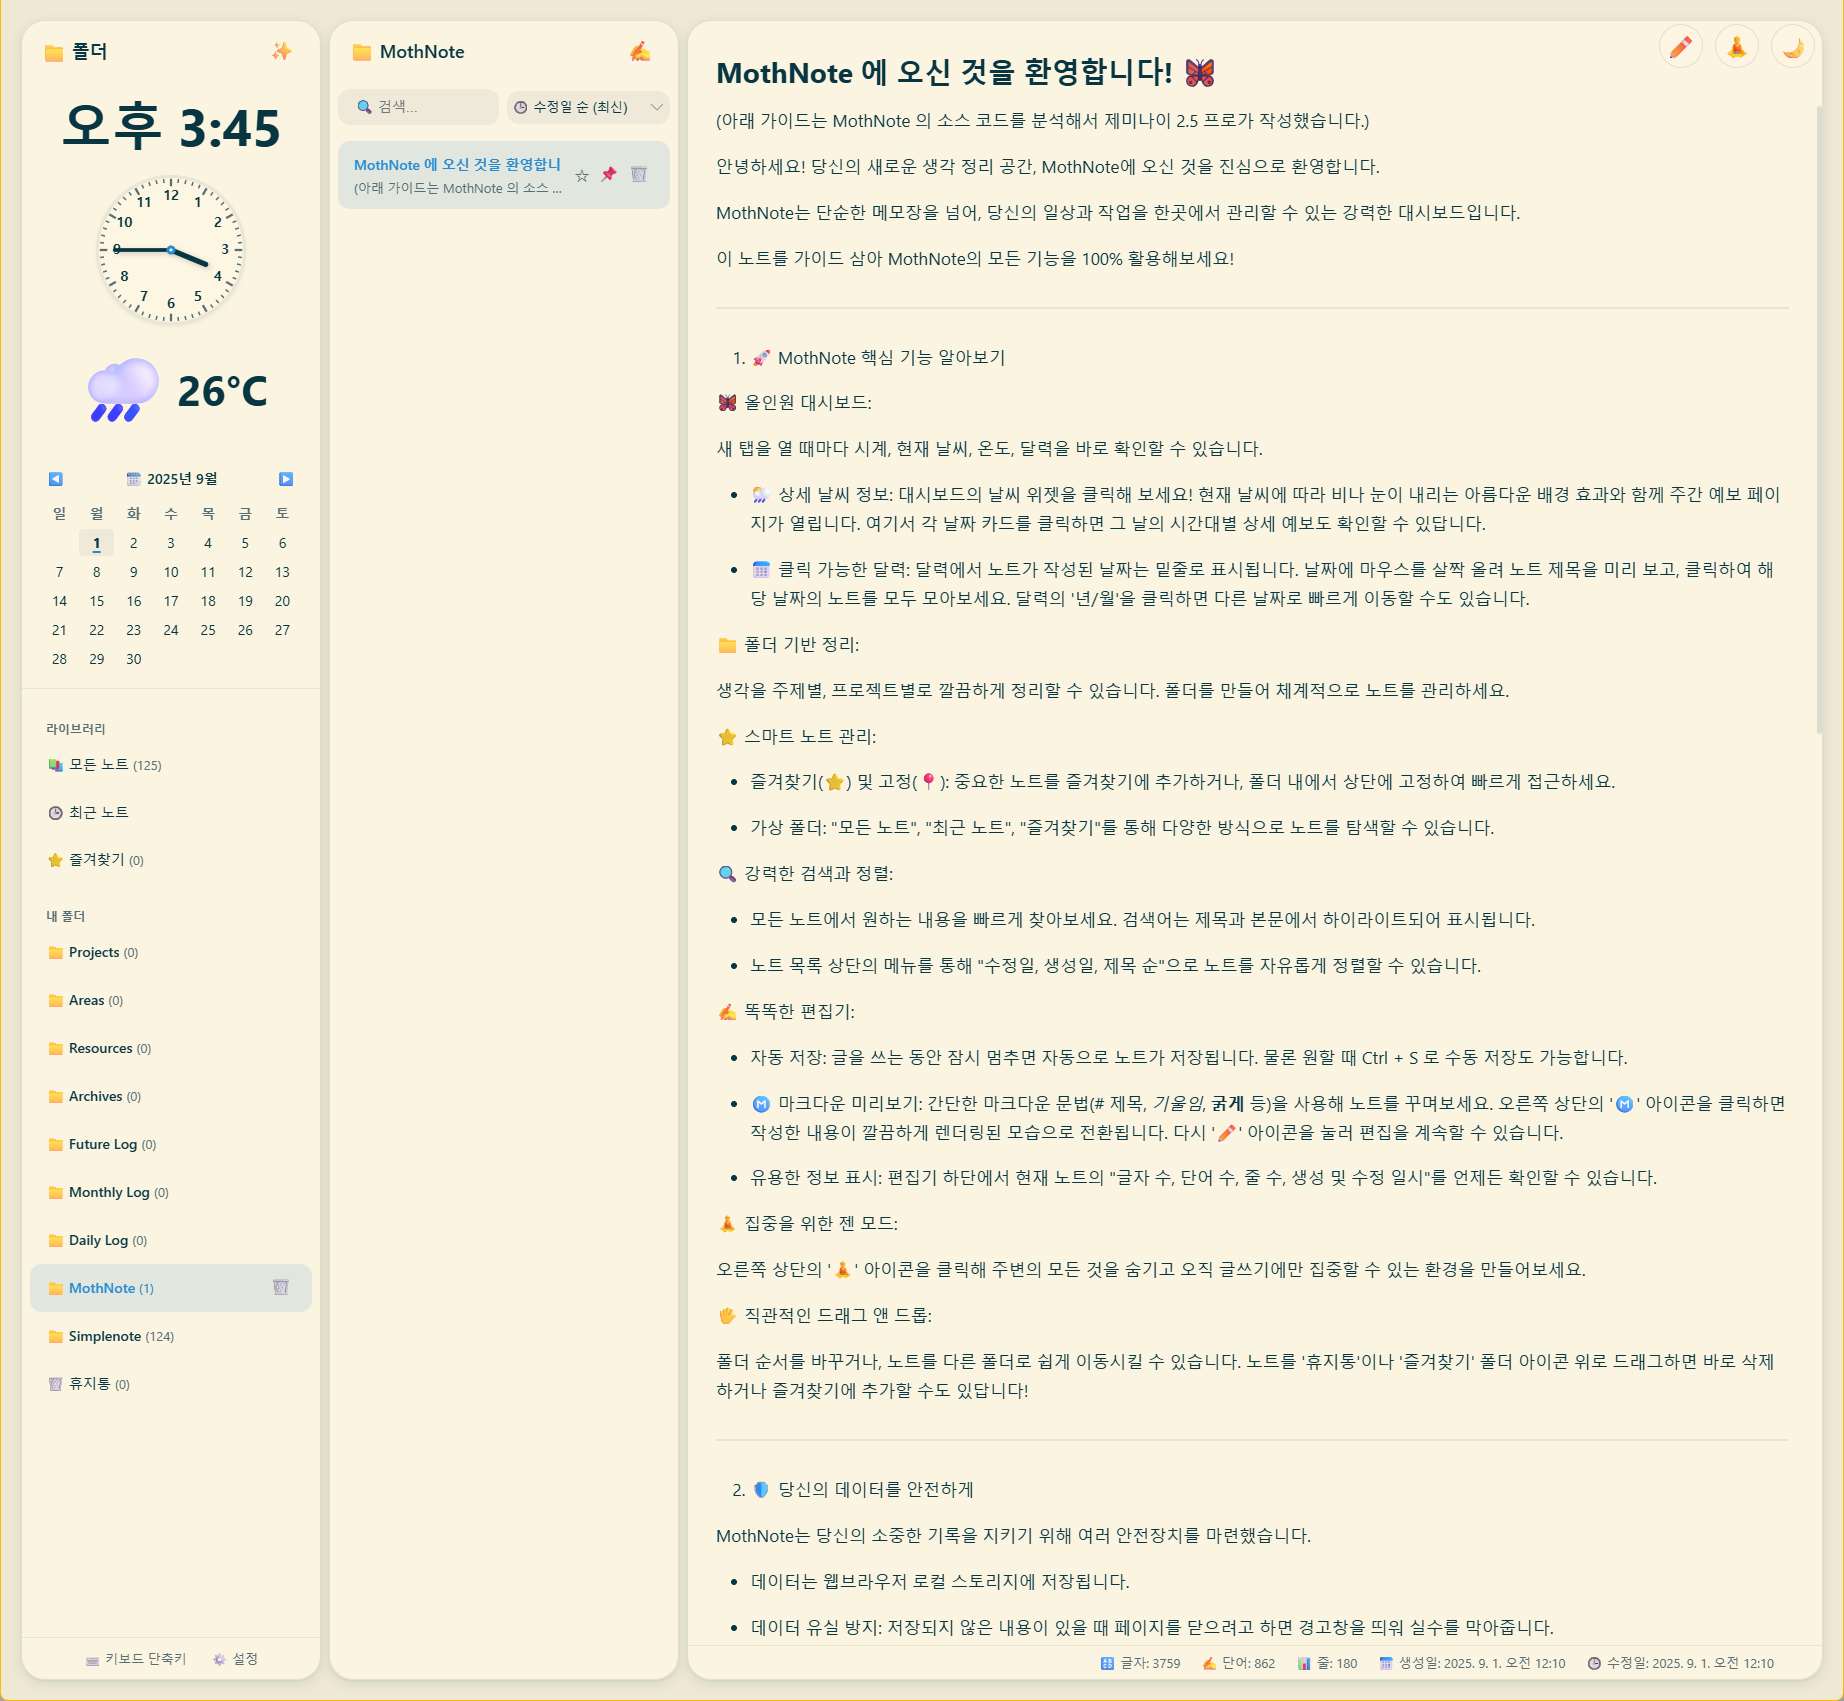 폴더
오후 3:45
12
11
1
10
2
9
3
8
4
7
5
6
26°C
2025년 9월
일 월 화 수 목 금 토
1 2 3 4 5 6
7 8 9 10 11 12 13
14 15 16 17 18 19 20
21 22 23 24 25 26 27
28 29 30
라이브러리
모든 노트 (125)
최근 노트
즐겨찾기 (0)
내 폴더
Projects (0)
Areas (0)
Resources (0)
Archives (0)
Future Log (0)
Monthly Log (0)
Daily Log (0)
MothNote (1)
Simplenote (124)
휴지통 (0)
키보드 단축키 설정
MothNote
검색...
수정일 순 (최신)
MothNote 에 오신 것을 환영합니
(아래 가이드는 MothNote 의 소스 ...
MothNote 에 오신 것을 환영합니다! 🦋
(아래 가이드는 MothNote 의 소스 코드를 분석해서 제미나이 2.5 프로가 작성했습니다.)
안녕하세요! 당신의 새로운 생각 정리 공간, MothNote에 오신 것을 진심으로 환영합니다.
MothNote는 단순한 메모장을 넘어, 당신의 일상과 작업을 한곳에서 관리할 수 있는 강력한 대시보드입니다.
이 노트를 가이드 삼아 MothNote의 모든 기능을 100% 활용해보세요!
1. 🚀 MothNote 핵심 기능 알아보기
🦋 올인원 대시보드:
새 탭을 열 때마다 시계, 현재 날씨, 온도, 달력을 바로 확인할 수 있습니다.
• 🌦 상세 날씨 정보: 대시보드의 날씨 위젯을 클릭해 보세요! 현재 날씨에 따라 비나 눈이 내리는 아름다운 배경 효과와 함께 주간 예보 페이
지가 열립니다. 여기서 각 날짜 카드를 클릭하면 그 날의 시간대별 상세 예보도 확인할 수 있답니다.
• 🗓 클릭 가능한 달력: 달력에서 노트가 작성된 날짜는 밑줄로 표시됩니다. 날짜에 마우스를 살짝 올려 노트 제목을 미리 보고, 클릭하여 해
당 날짜의 노트를 모두 모아보세요. 달력의 '년/월'을 클릭하면 다른 날짜로 빠르게 이동할 수도 있습니다.
📁 폴더 기반 정리:
생각을 주제별, 프로젝트별로 깔끔하게 정리할 수 있습니다. 폴더를 만들어 체계적으로 노트를 관리하세요.
⭐ 스마트 노트 관리:
• 즐겨찾기(⭐) 및 고정(📍): 중요한 노트를 즐겨찾기에 추가하거나, 폴더 내에서 상단에 고정하여 빠르게 접근하세요.
• 가상 폴더: "모든 노트", "최근 노트", "즐겨찾기"를 통해 다양한 방식으로 노트를 탐색할 수 있습니다.
🔍 강력한 검색과 정렬:
• 모든 노트에서 원하는 내용을 빠르게 찾아보세요. 검색어는 제목과 본문에서 하이라이트되어 표시됩니다.
• 노트 목록 상단의 메뉴를 통해 "수정일, 생성일, 제목 순"으로 노트를 자유롭게 정렬할 수 있습니다.
✍ 똑똑한 편집기:
• 자동 저장: 글을 쓰는 동안 잠시 멈추면 자동으로 노트가 저장됩니다. 물론 원할 때 Ctrl + S 로 수동 저장도 가능합니다.
• Ⓜ 마크다운 미리보기: 간단한 마크다운 문법(# 제목, 기울임, 굵게 등)을 사용해 노트를 꾸며보세요. 오른쪽 상단의 'Ⓜ' 아이콘을 클릭하면
작성한 내용이 깔끔하게 렌더링된 모습으로 전환됩니다. 다시 '✏' 아이콘을 눌러 편집을 계속할 수 있습니다.
• 유용한 정보 표시: 편집기 하단에서 현재 노트의 "글자 수, 단어 수, 줄 수, 생성 및 수정 일시"를 언제든 확인할 수 있습니다.
🧘 집중을 위한 젠 모드:
오른쪽 상단의 '🧘' 아이콘을 클릭해 주변의 모든 것을 숨기고 오직 글쓰기에만 집중할 수 있는 환경을 만들어보세요.
🖐 직관적인 드래그 앤 드롭:
폴더 순서를 바꾸거나, 노트를 다른 폴더로 쉽게 이동시킬 수 있습니다. 노트를 '휴지통'이나 '즐겨찾기' 폴더 아이콘 위로 드래그하면 바로 삭제
하거나 즐겨찾기에 추가할 수도 있답니다!
2. 🛡 당신의 데이터를 안전하게
MothNote는 당신의 소중한 기록을 지키기 위해 여러 안전장치를 마련했습니다.
• 데이터는 웹브라우저 로컬 스토리지에 저장됩니다.
• 데이터 유실 방지: 저장되지 않은 내용이 있을 때 페이지를 닫으려고 하면 경고창을 띄워 실수를 막아줍니다.
글자: 3759 단어: 862 줄: 180 생성일: 2025. 9. 1. 오전 12:10 수정일: 2025. 9. 1. 오전 12:10